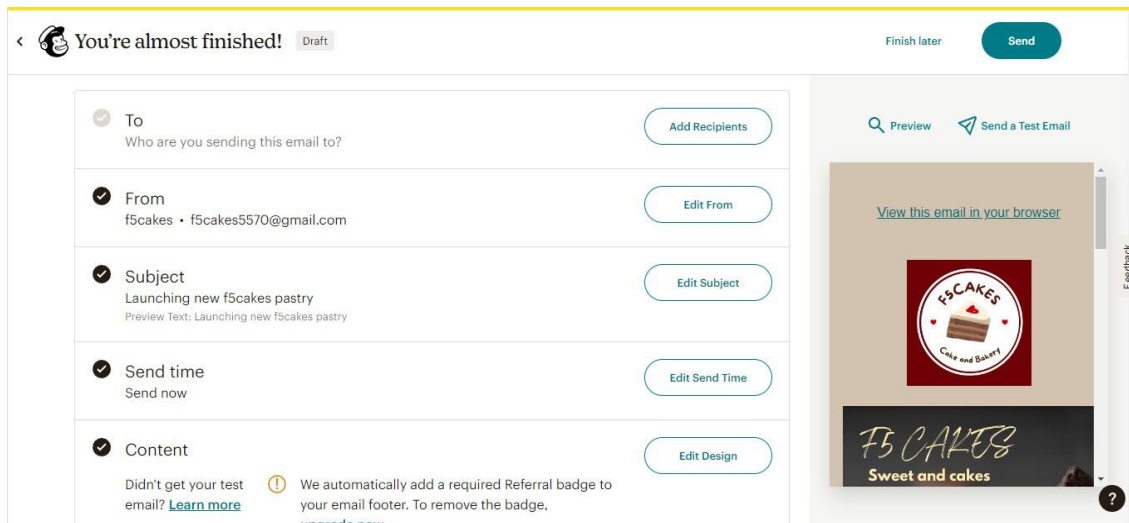 You're almost finished!
Draft
Finish later
Send
To
Who are you sending this email to?
Add Recipients
From
f5cakes • f5cakes5570@gmail.com
Edit From
Subject
Launching new f5cakes pastry
Preview Text: Launching new f5cakes pastry
Edit Subject
Send time
Send now
Edit Send Time
Content
Edit Design
Didn't get your test
email? Learn more
We automatically add a required Referral badge to
your email footer. To remove the badge,
upgrade now
Preview
Send a Test Email
View this email in your browser
F5CAKES
Cake and Bakery
F5 CAKES
Sweet and cakes
Feedback
?